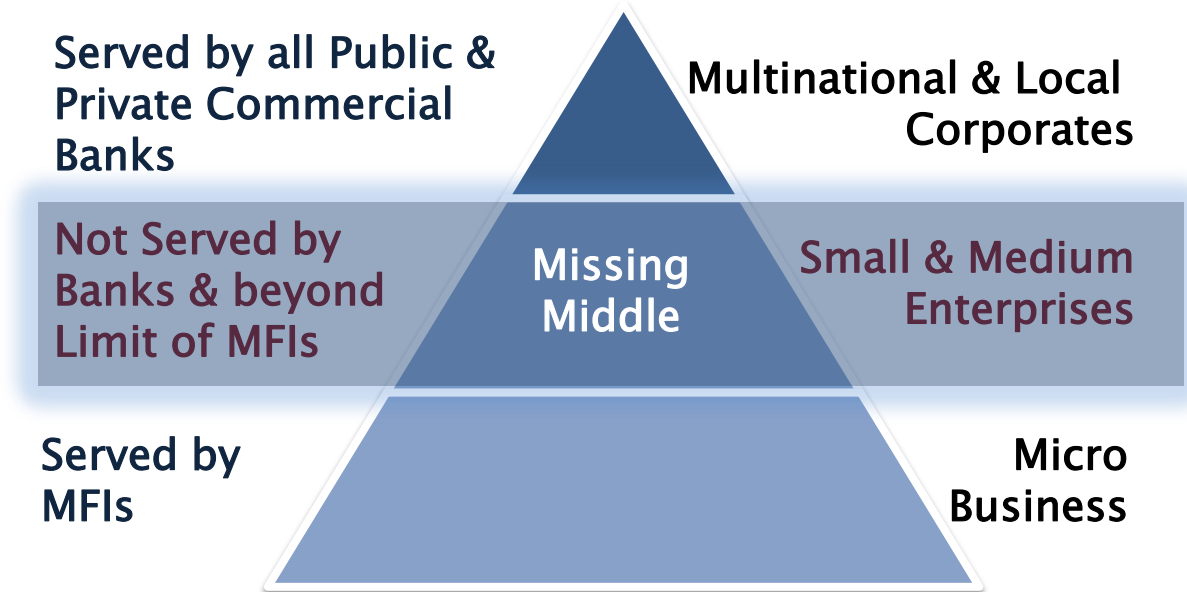 Served by all Public &
Private Commercial
Banks
Multinational & Local
Corporates
Not Served by
Banks & beyond
Limit of MFIs
Missing
Middle
Small & Medium
Enterprises
Served by
MFIs
Micro
Business